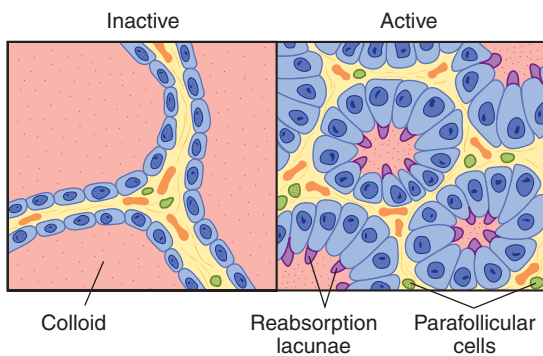 Inactive
Active
Colloid
Reabsorption
lacunae
Parafollicular
cells